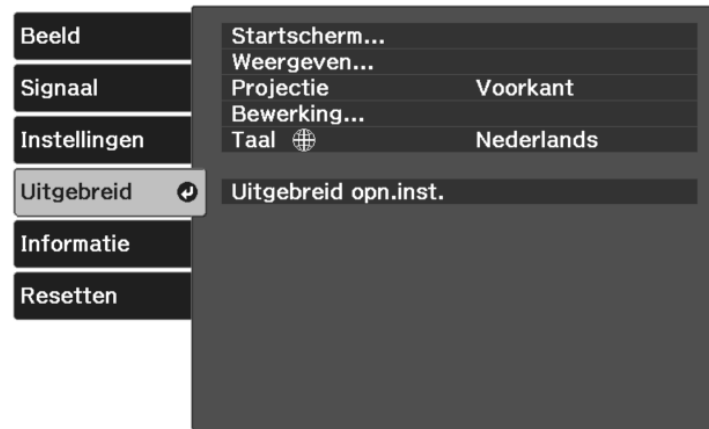 Beeld
Signaal
Instellingen
Uitgebreid
Informatie
Resetten
Startscherm...
Weergeven...
Projectie Voorkant
Bewerking...
Taal Nederlands
Uitgebreid opn.inst.